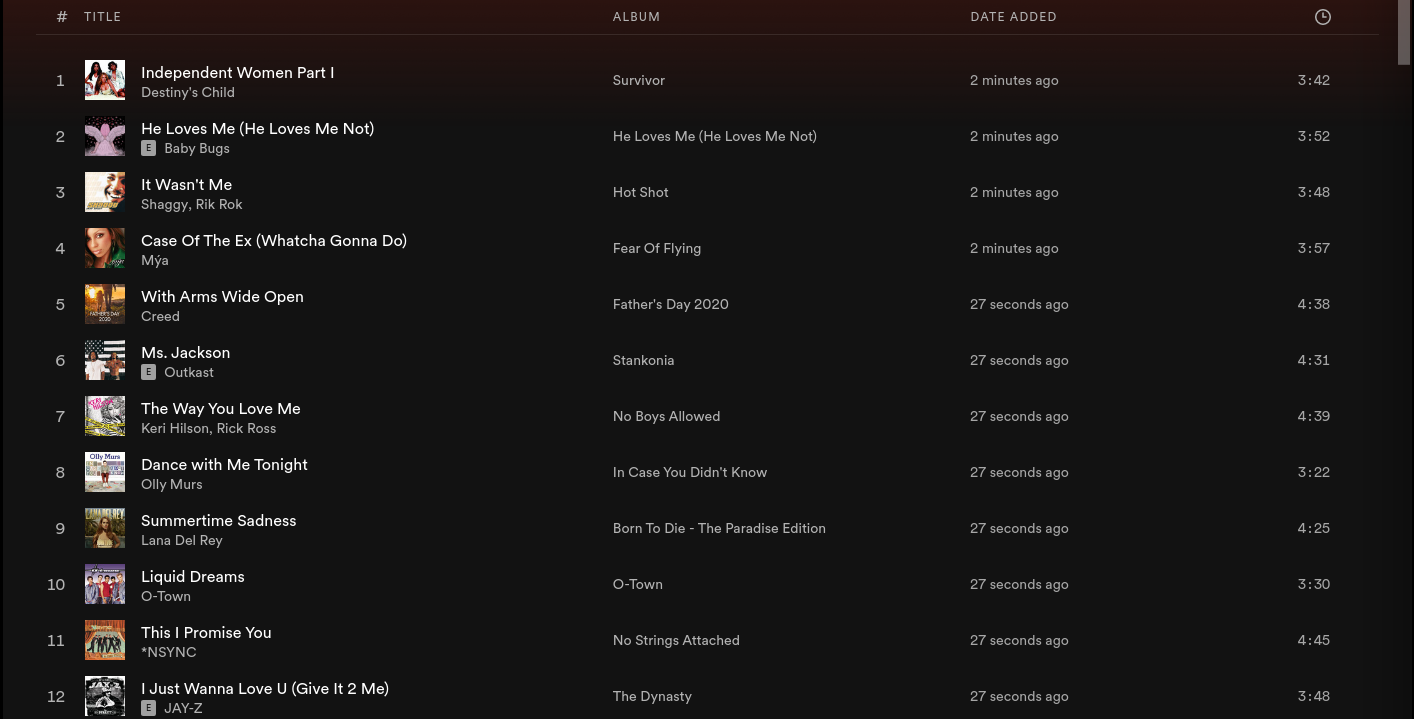 # TITLE ALBUM DATE ADDED
1 Independent Women Part I Survivor 2 minutes ago 3:42
Destiny's Child
2 He Loves Me (He Loves Me Not) He Loves Me (He Loves Me Not) 2 minutes ago 3:52
E Baby Bugs
3 It Wasn't Me Hot Shot 2 minutes ago 3:48
Shaggy, Rik Rok
4 Case Of The Ex (Whatcha Gonna Do) Fear Of Flying 2 minutes ago 3:57
Mýa
5 With Arms Wide Open Father's Day 2020 27 seconds ago 4:38
Creed
6 Ms. Jackson Stankonia 27 seconds ago 4:31
E Outkast
7 The Way You Love Me No Boys Allowed 27 seconds ago 4:39
Keri Hilson, Rick Ross
8 Dance with Me Tonight In Case You Didn't Know 27 seconds ago 3:22
Olly Murs
9 Summertime Sadness Born To Die - The Paradise Edition 27 seconds ago 4:25
Lana Del Rey
10 Liquid Dreams O-Town 27 seconds ago 3:30
O-Town
11 This I Promise You No Strings Attached 27 seconds ago 4:45
*NSYNC
12 I Just Wanna Love U (Give It 2 Me) The Dynasty 27 seconds ago 3:48
E JAY-Z